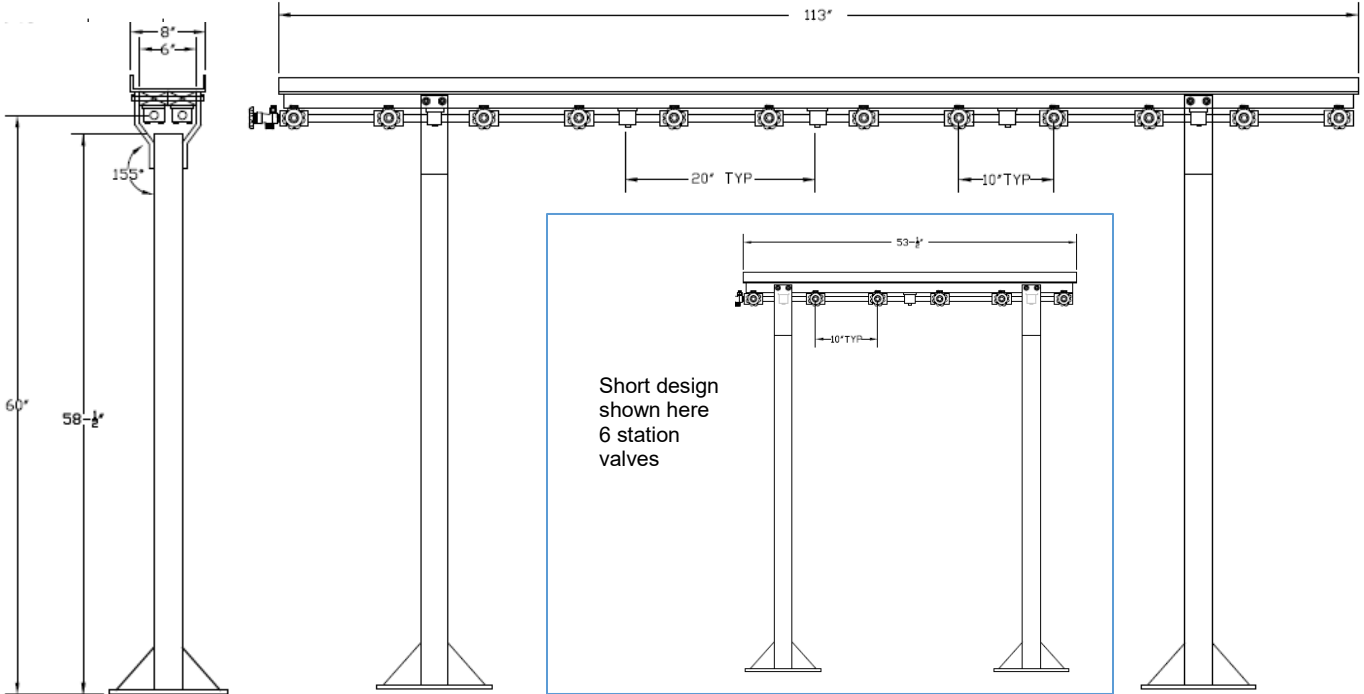 113"
8"
6"
155°
20" TYP
10"TYP
53-½"
10"TYP
60"
58-½"
Short design
shown here
6 station
valves